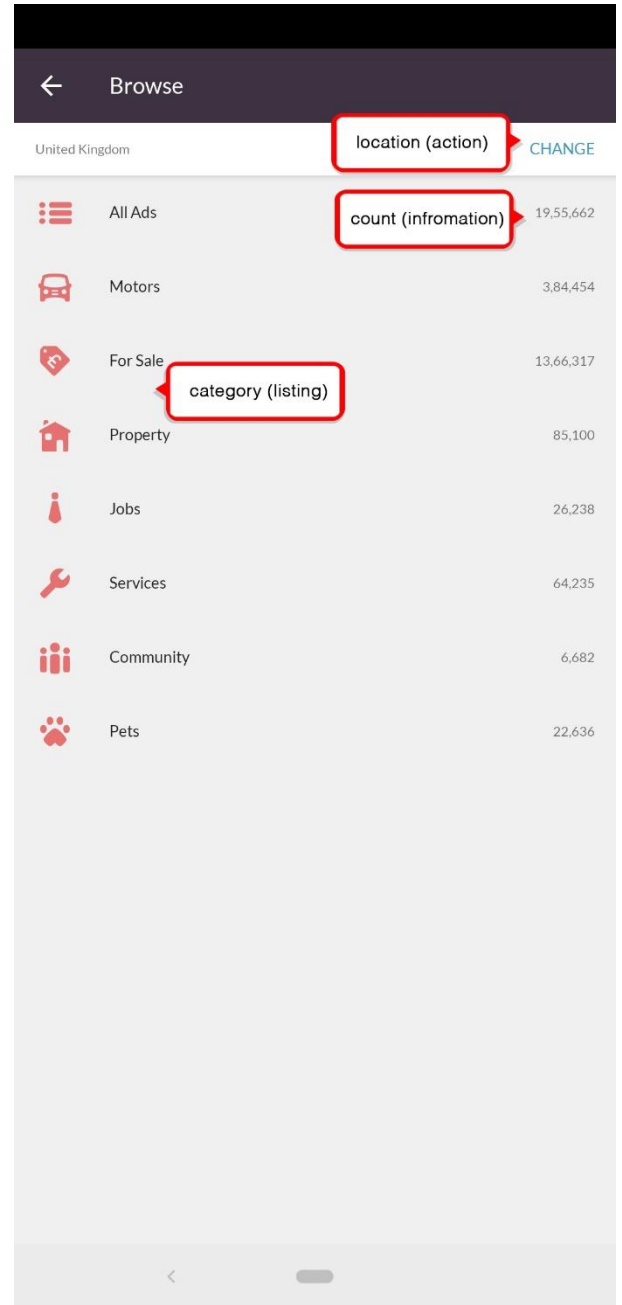 Browse
United Kingdom location (action) CHANGE
All Ads count (infromation) 19,55,662
Motors 3,84,454
For Sale 13,66,317
category (listing)
Property 85,100
Jobs 26,238
Services 64,235
Community 6,682
Pets 22,636